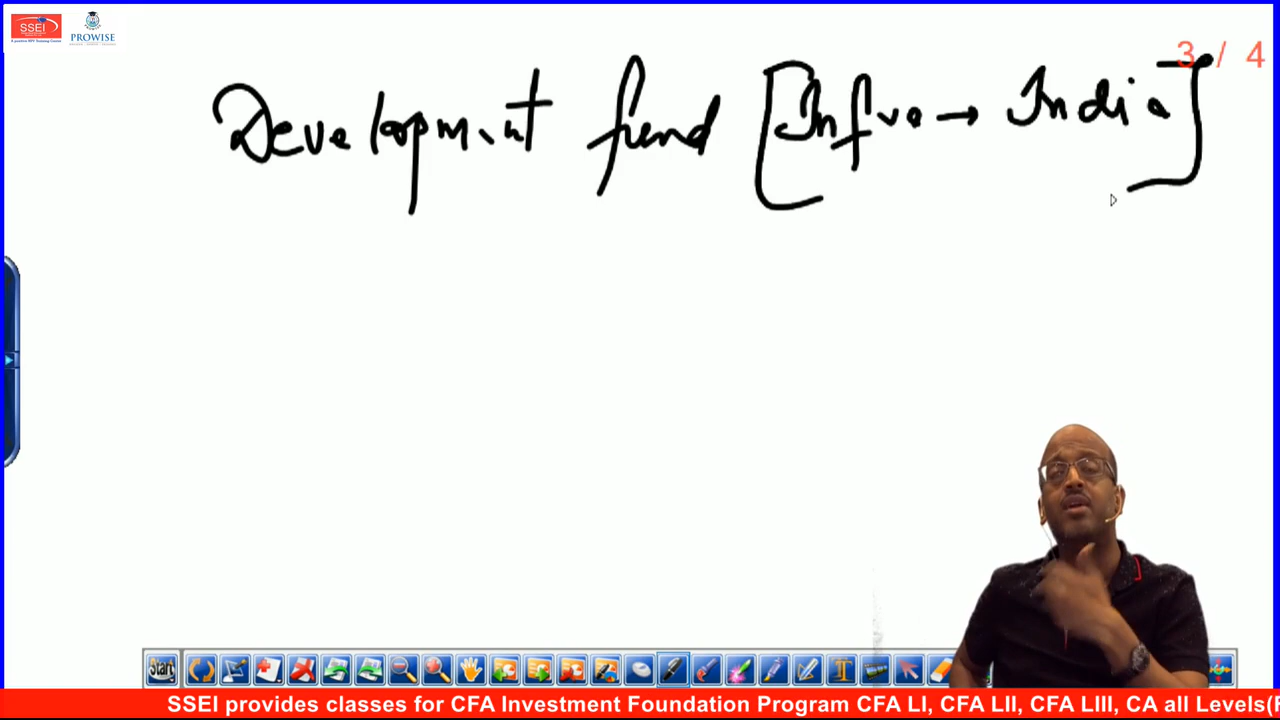 SSEI
PROWISE
3 / 4
Development fund [Infra → India]
Start
SSEI provides classes for CFA Investment Foundation Program CFA LI, CFA LII, CFA LIII, CA all Levels(F